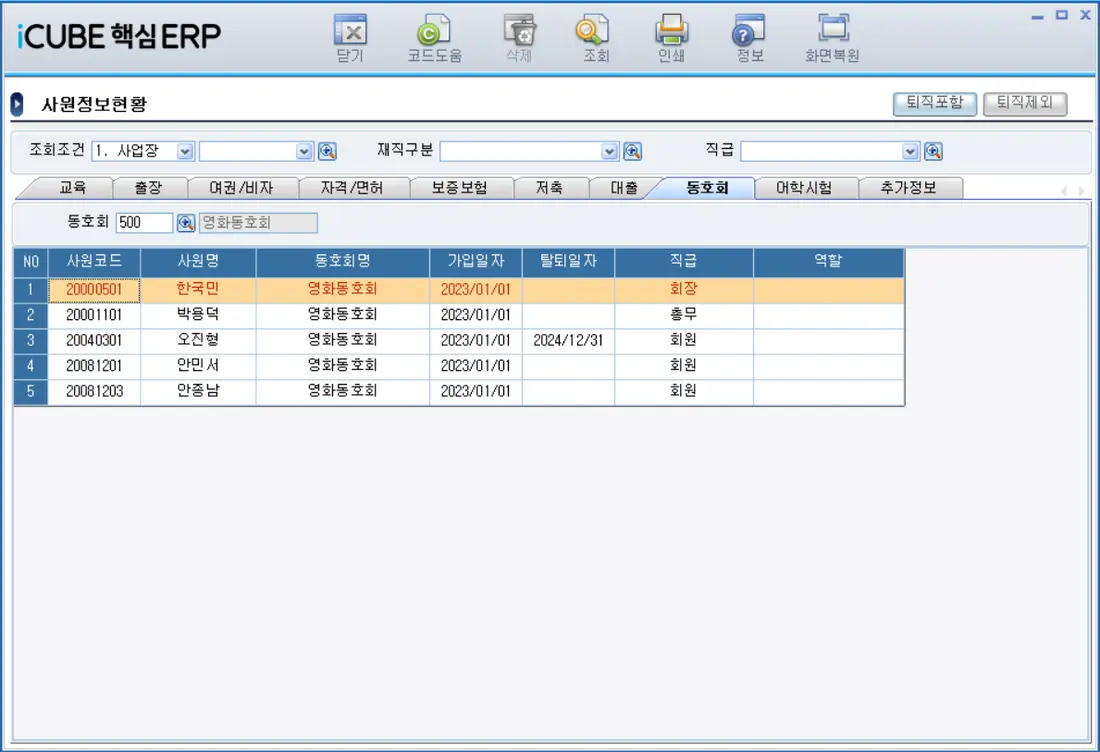 iCUBE 핵심 ERP
닫기 코드도움 삭제 조회 인쇄 정보 화면복원
사원정보현황 퇴직포함 퇴직제외
조회조건 1. 사업장 재직구분 직급
교육 출장 여권/비자 자격/면허 보증보험 저축 대출 동호회 어학시험 추가정보
동호회 500 영화동호회
NO 사원코드 사원명 동호회명 가입일자 탈퇴일자 직급 역할
1 20000501 한국민 영화동호회 2023/01/01 회장
2 20001101 박용덕 영화동호회 2023/01/01 총무
3 20040301 오진형 영화동호회 2023/01/01 2024/12/31 회원
4 20081201 안민서 영화동호회 2023/01/01 회원
5 20081203 안종남 영화동호회 2023/01/01 회원